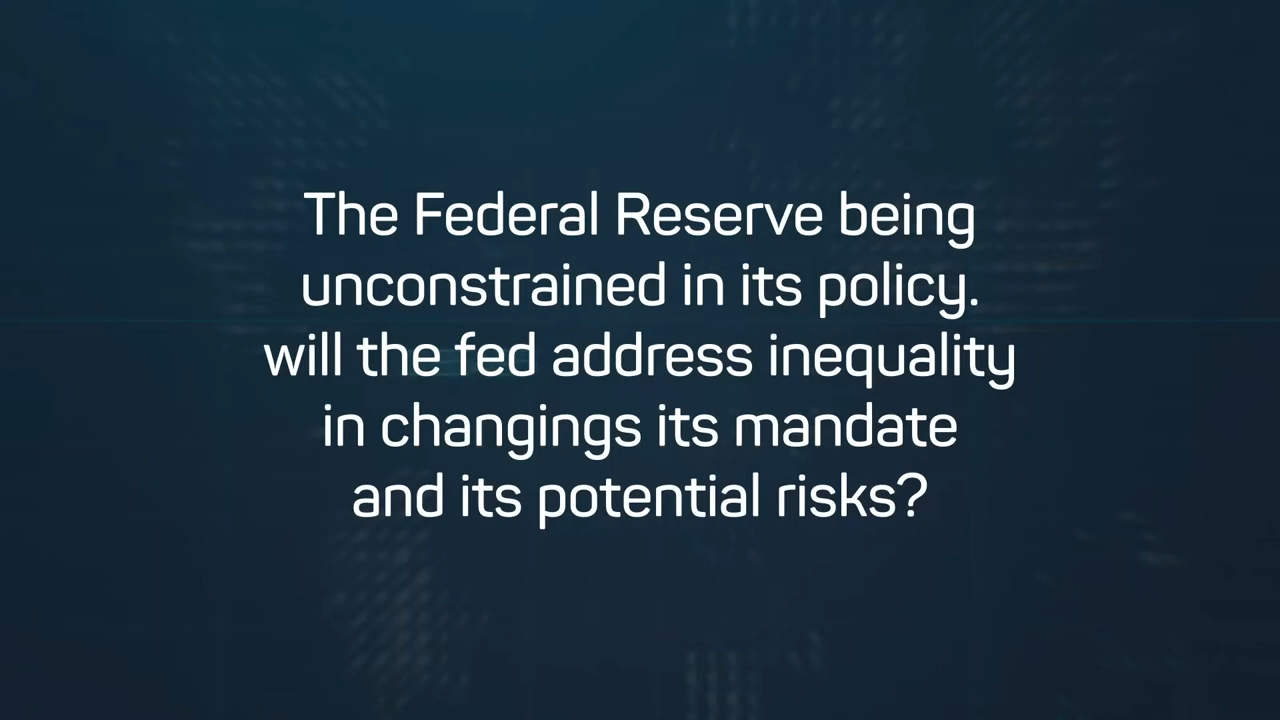 The Federal Reserve being
unconstrained in its policy.
will the fed address inequality
in changings its mandate
and its potential risks?